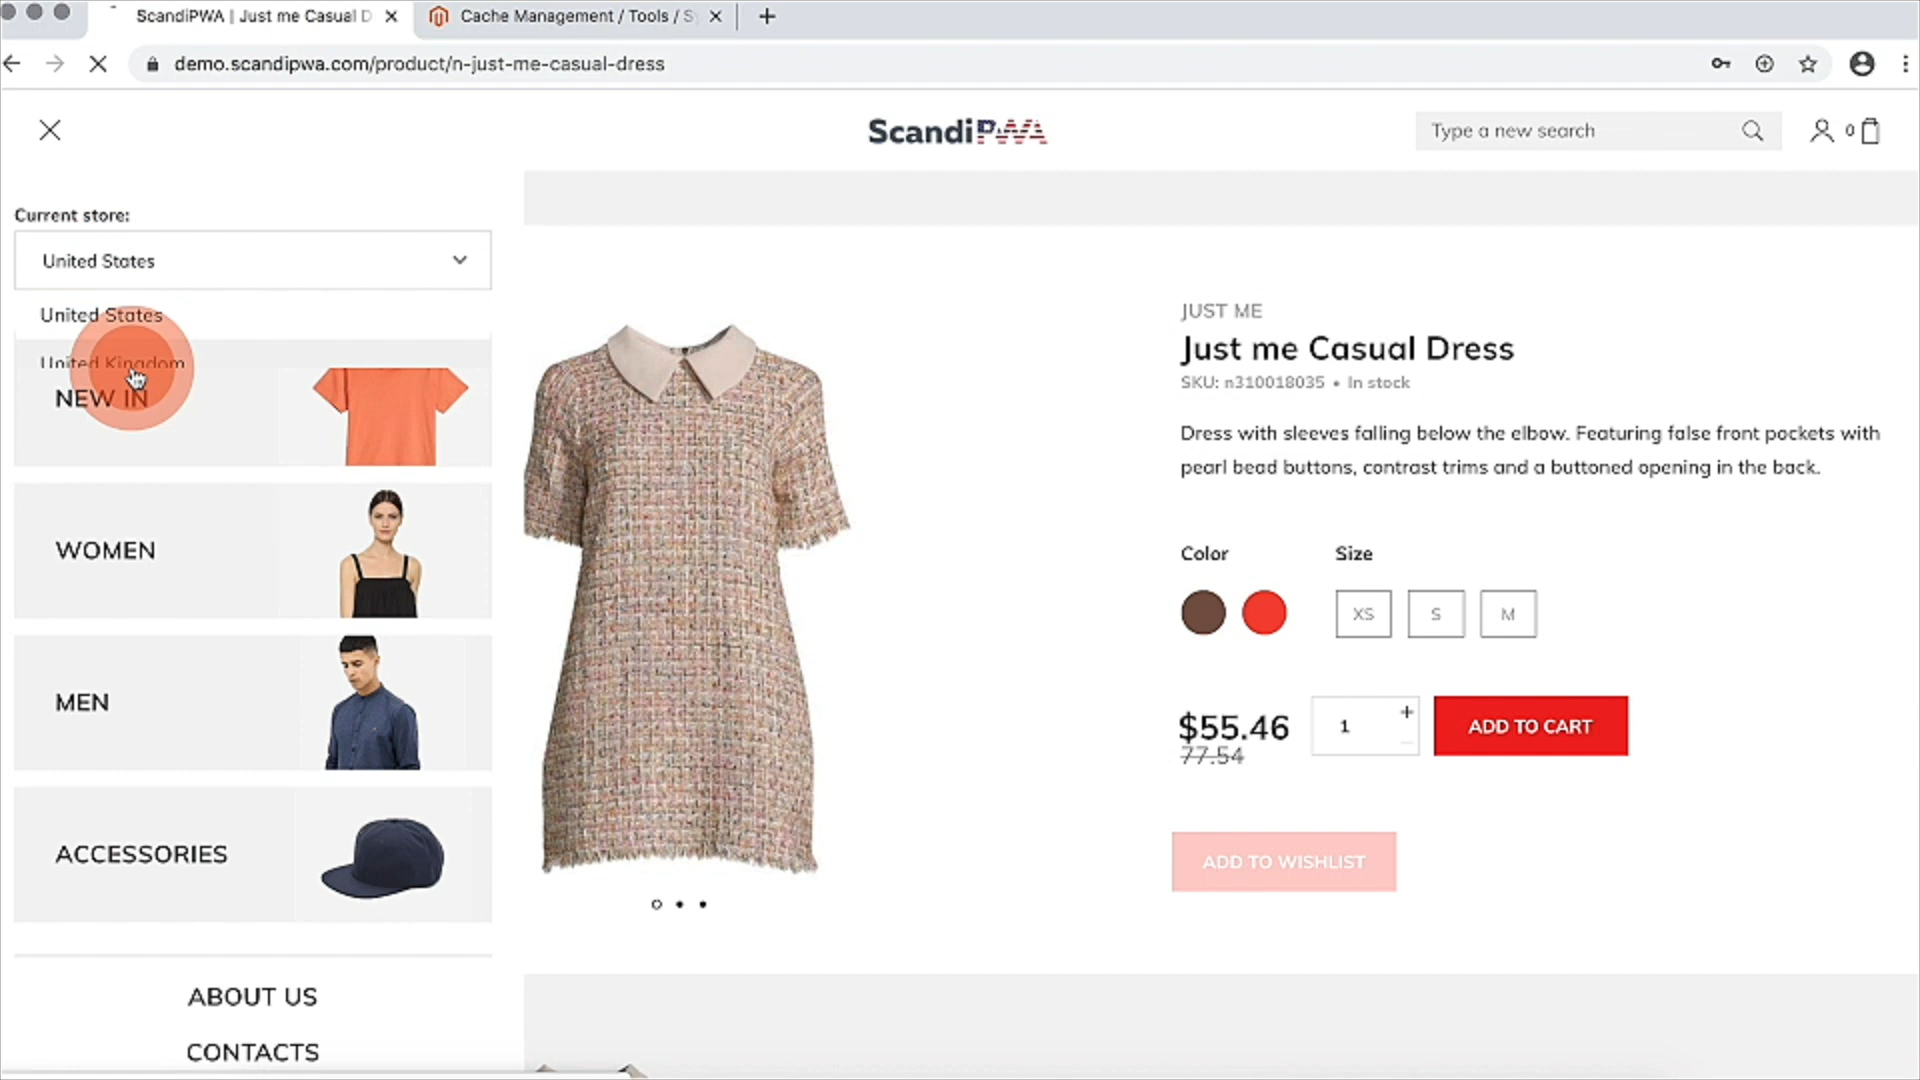 ScandiPWA | Just me Casual D
Cache Management / Tools / S
demo.scandipwa.com/product/n-just-me-casual-dress
ScandiPWA
Type a new search
0
Current store:
United States
United States
United Kingdom
NEW IN
WOMEN
MEN
ACCESSORIES
ABOUT US
CONTACTS
JUST ME
Just me Casual Dress
SKU: n310018035 • In stock
Dress with sleeves falling below the elbow. Featuring false front pockets with
pearl bead buttons, contrast trims and a buttoned opening in the back.
Color Size
XS S M
$55.46
77.54
1 +
ADD TO CART
ADD TO WISHLIST